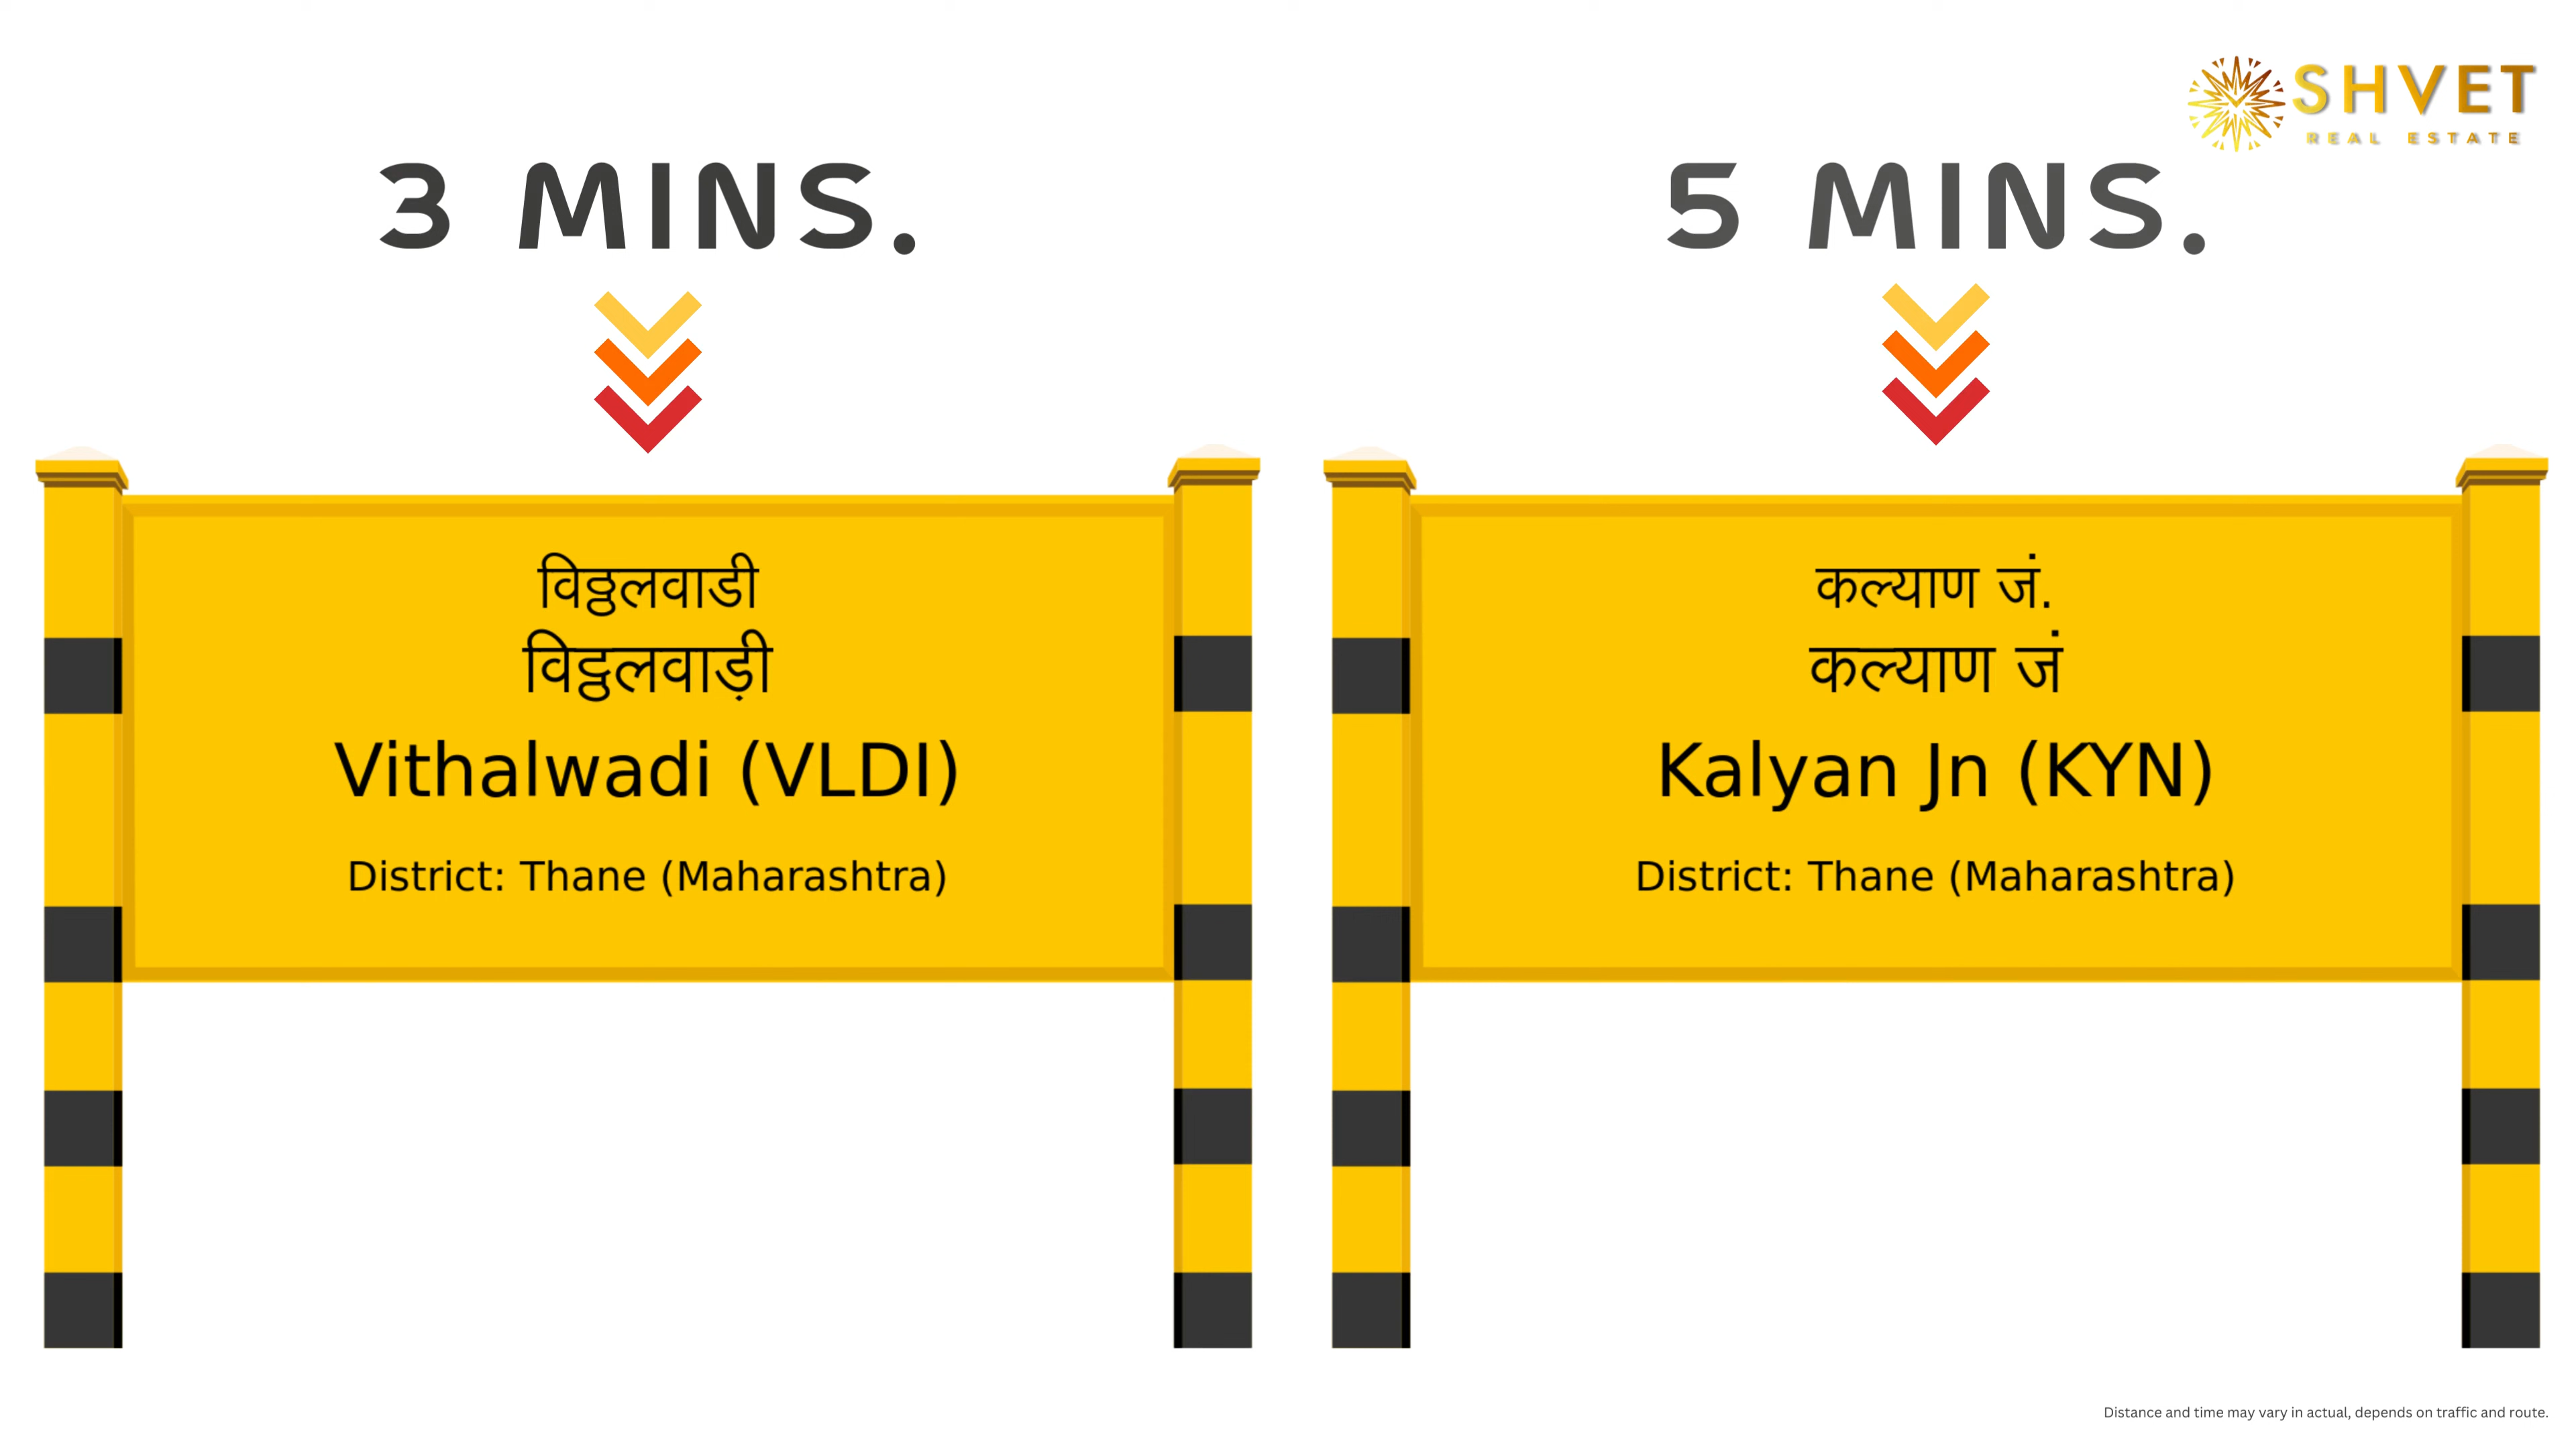 SHVET
REAL ESTATE
3 MINS.
5 MINS.
विठ्ठलवाडी
विट्ठलवाड़ी
Vithalwadi (VLDI)
District: Thane (Maharashtra)
कल्याण जं.
कल्याण जं
Kalyan Jn (KYN)
District: Thane (Maharashtra)
Distance and time may vary in actual, depends on traffic and route.